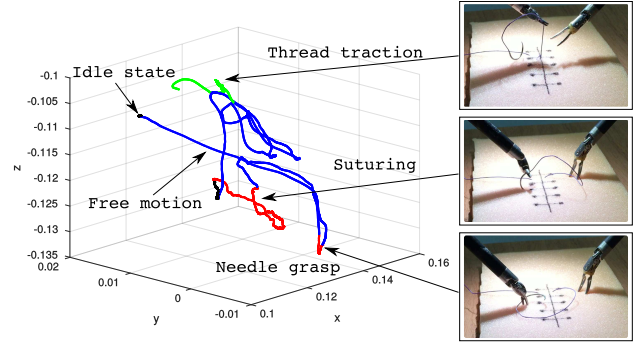 Thread traction
-0.1
Idle state
-0.105
-0.11
-0.115
z
Suturing
-0.12
Free motion
-0.125
-0.13
Needle grasp
-0.135
0.02
0.16
0.01
0.14
0
0.12
y
-0.01
0.1
x